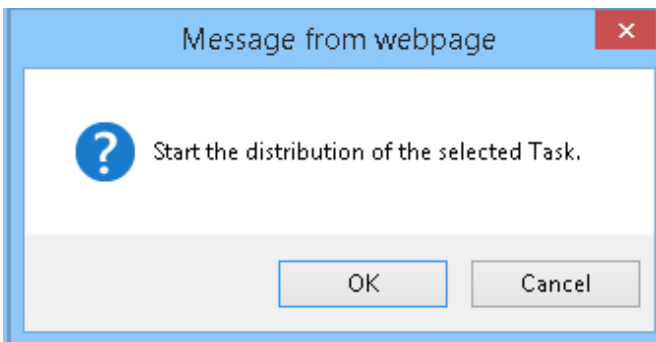 Message from webpage
Start the distribution of the selected Task.
OK
Cancel